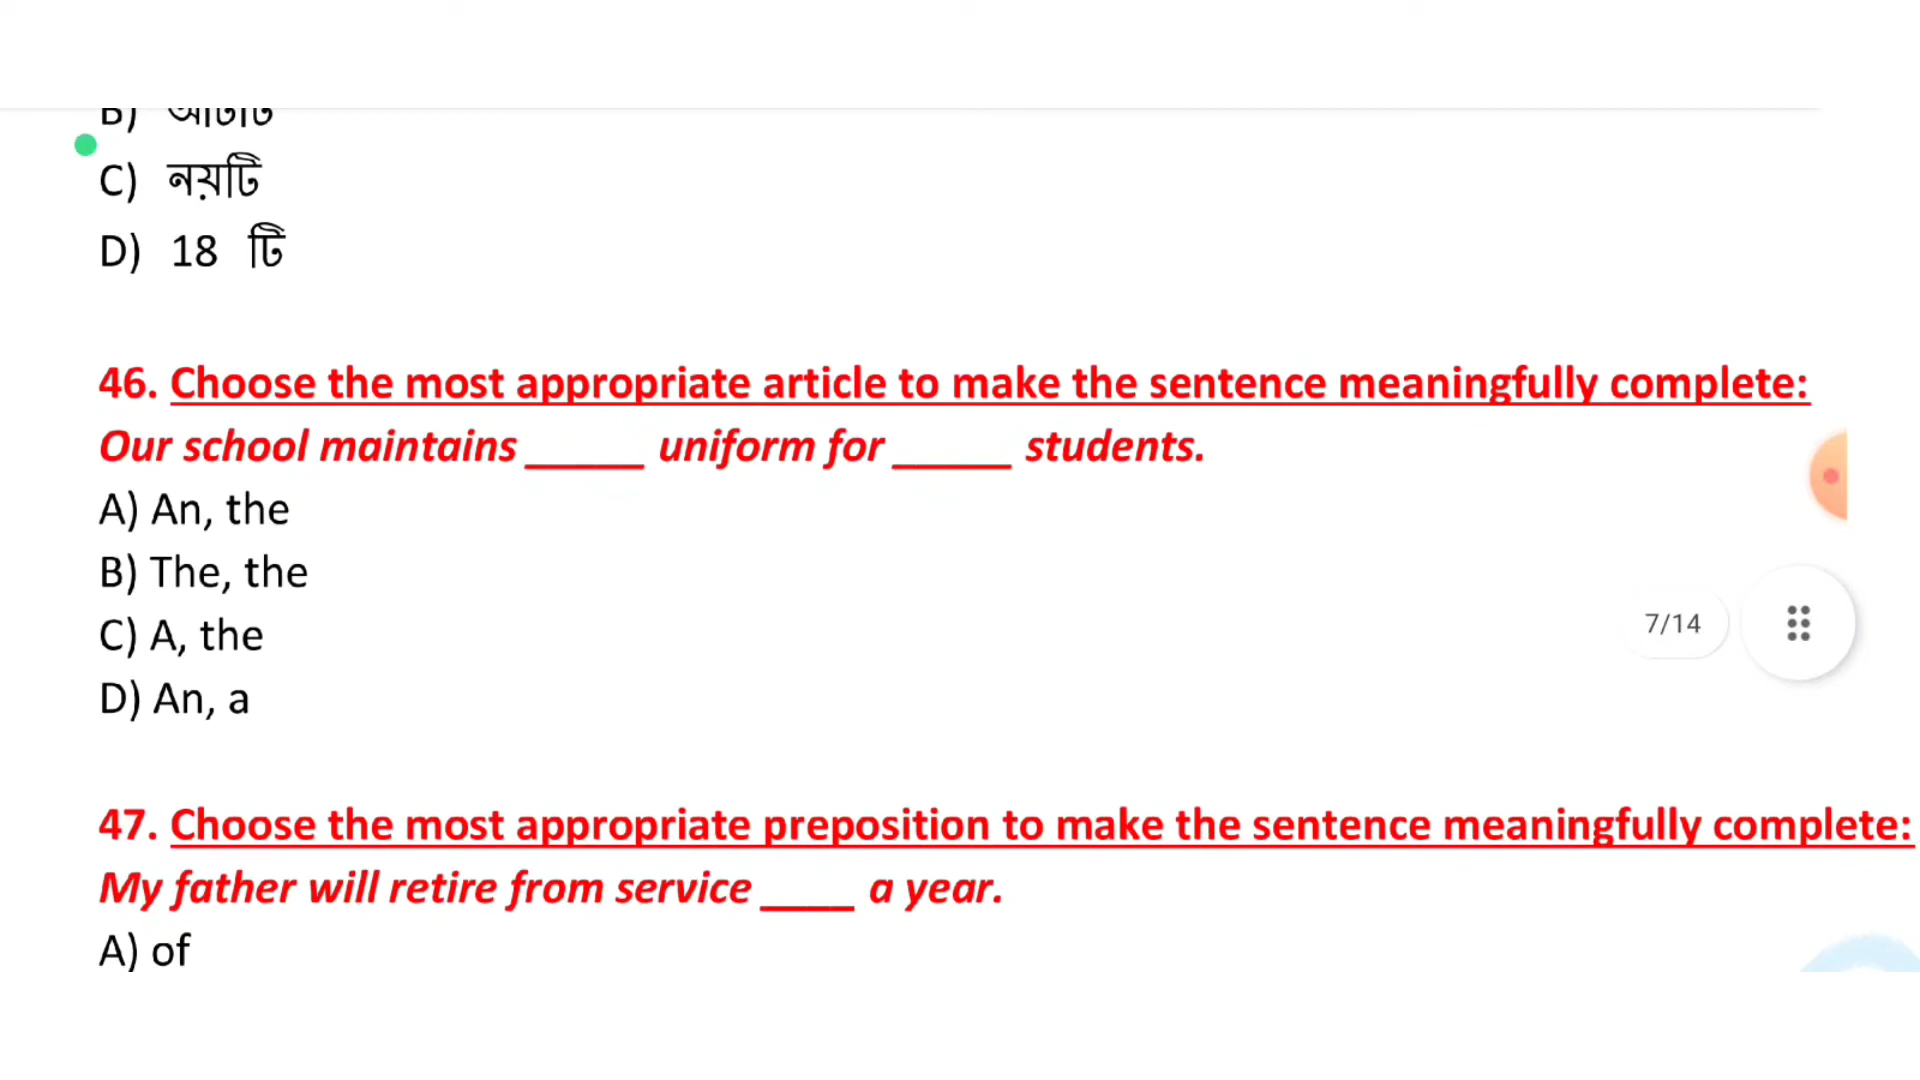 B) আটটি
C) নয়টি
D) 18 টি
46. Choose the most appropriate article to make the sentence meaningfully complete:
Our school maintains _____ uniform for _____ students.
A) An, the
B) The, the
C) A, the
D) An, a
7/14
47. Choose the most appropriate preposition to make the sentence meaningfully complete:
My father will retire from service ____ a year.
A) of